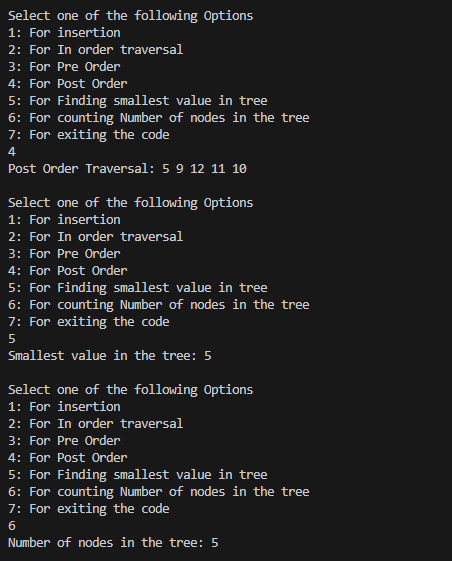 Select one of the following Options
1: For insertion
2: For In order traversal
3: For Pre Order
4: For Post Order
5: For Finding smallest value in tree
6: For counting Number of nodes in the tree
7: For exiting the code
4
Post Order Traversal: 5 9 12 11 10
Select one of the following Options
1: For insertion
2: For In order traversal
3: For Pre Order
4: For Post Order
5: For Finding smallest value in tree
6: For counting Number of nodes in the tree
7: For exiting the code
5
Smallest value in the tree: 5
Select one of the following Options
1: For insertion
2: For In order traversal
3: For Pre Order
4: For Post Order
5: For Finding smallest value in tree
6: For counting Number of nodes in the tree
7: For exiting the code
6
Number of nodes in the tree: 5